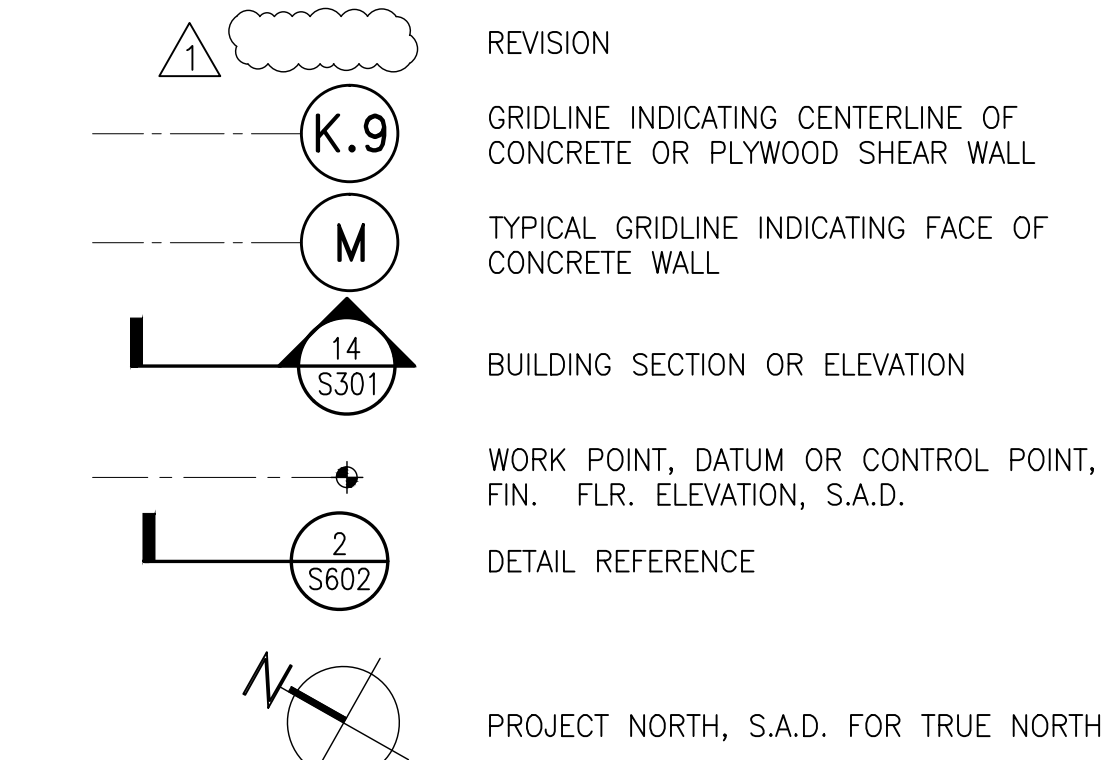 1 REVISION
K.9 GRIDLINE INDICATING CENTERLINE OF
CONCRETE OR PLYWOOD SHEAR WALL
M TYPICAL GRIDLINE INDICATING FACE OF
CONCRETE WALL
14
S301
BUILDING SECTION OR ELEVATION
WORK POINT, DATUM OR CONTROL POINT,
FIN. FLR. ELEVATION, S.A.D.
2
S602
DETAIL REFERENCE
N
PROJECT NORTH, S.A.D. FOR TRUE NORTH